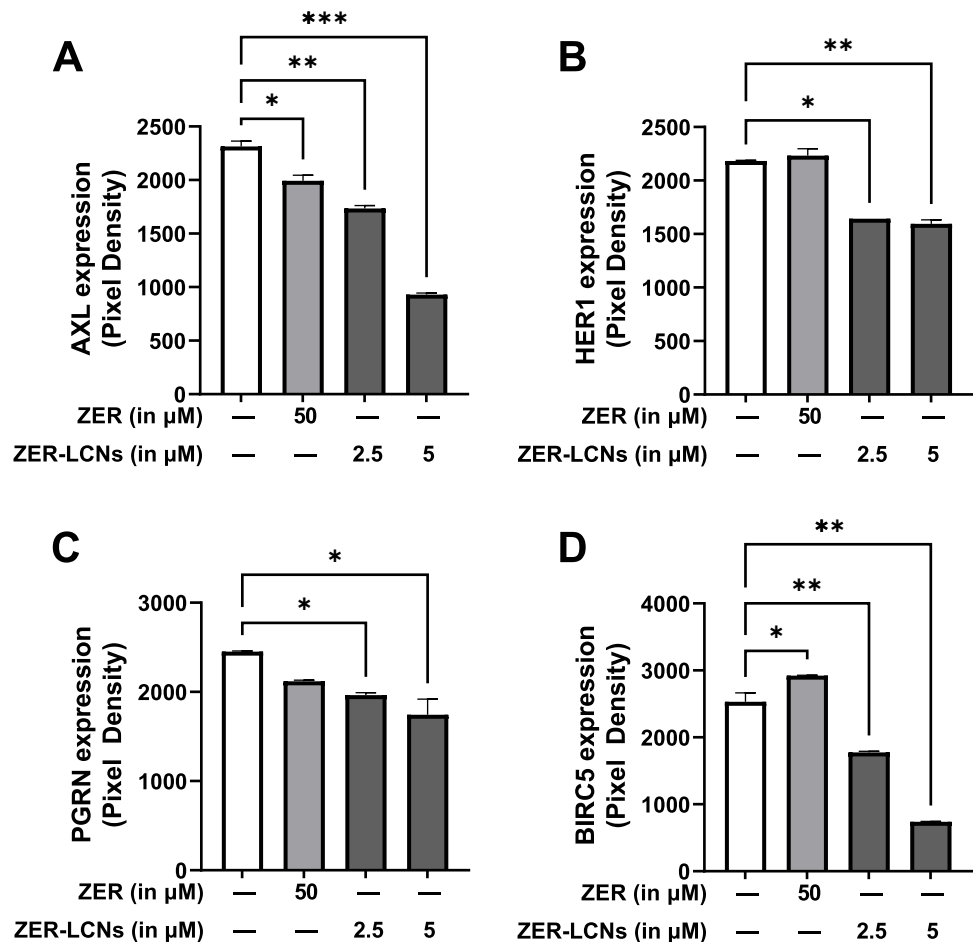 A
***
**
*
AXL expression
(Pixel Density)
2500
2000
1500
1000
500
0
ZER (in µM) — 50 — —
ZER-LCNs (in µM) — — 2.5 5
B
**
*
HER1 expression
(Pixel Density)
2500
2000
1500
1000
500
0
ZER (in µM) — 50 — —
ZER-LCNs (in µM) — — 2.5 5
C
*
*
PGRN expression
(Pixel Density)
3000
2000
1000
0
ZER (in µM) — 50 — —
ZER-LCNs (in µM) — — 2.5 5
D
**
**
*
BIRC5 expression
(Pixel Density)
4000
3000
2000
1000
0
ZER (in µM) — 50 — —
ZER-LCNs (in µM) — — 2.5 5